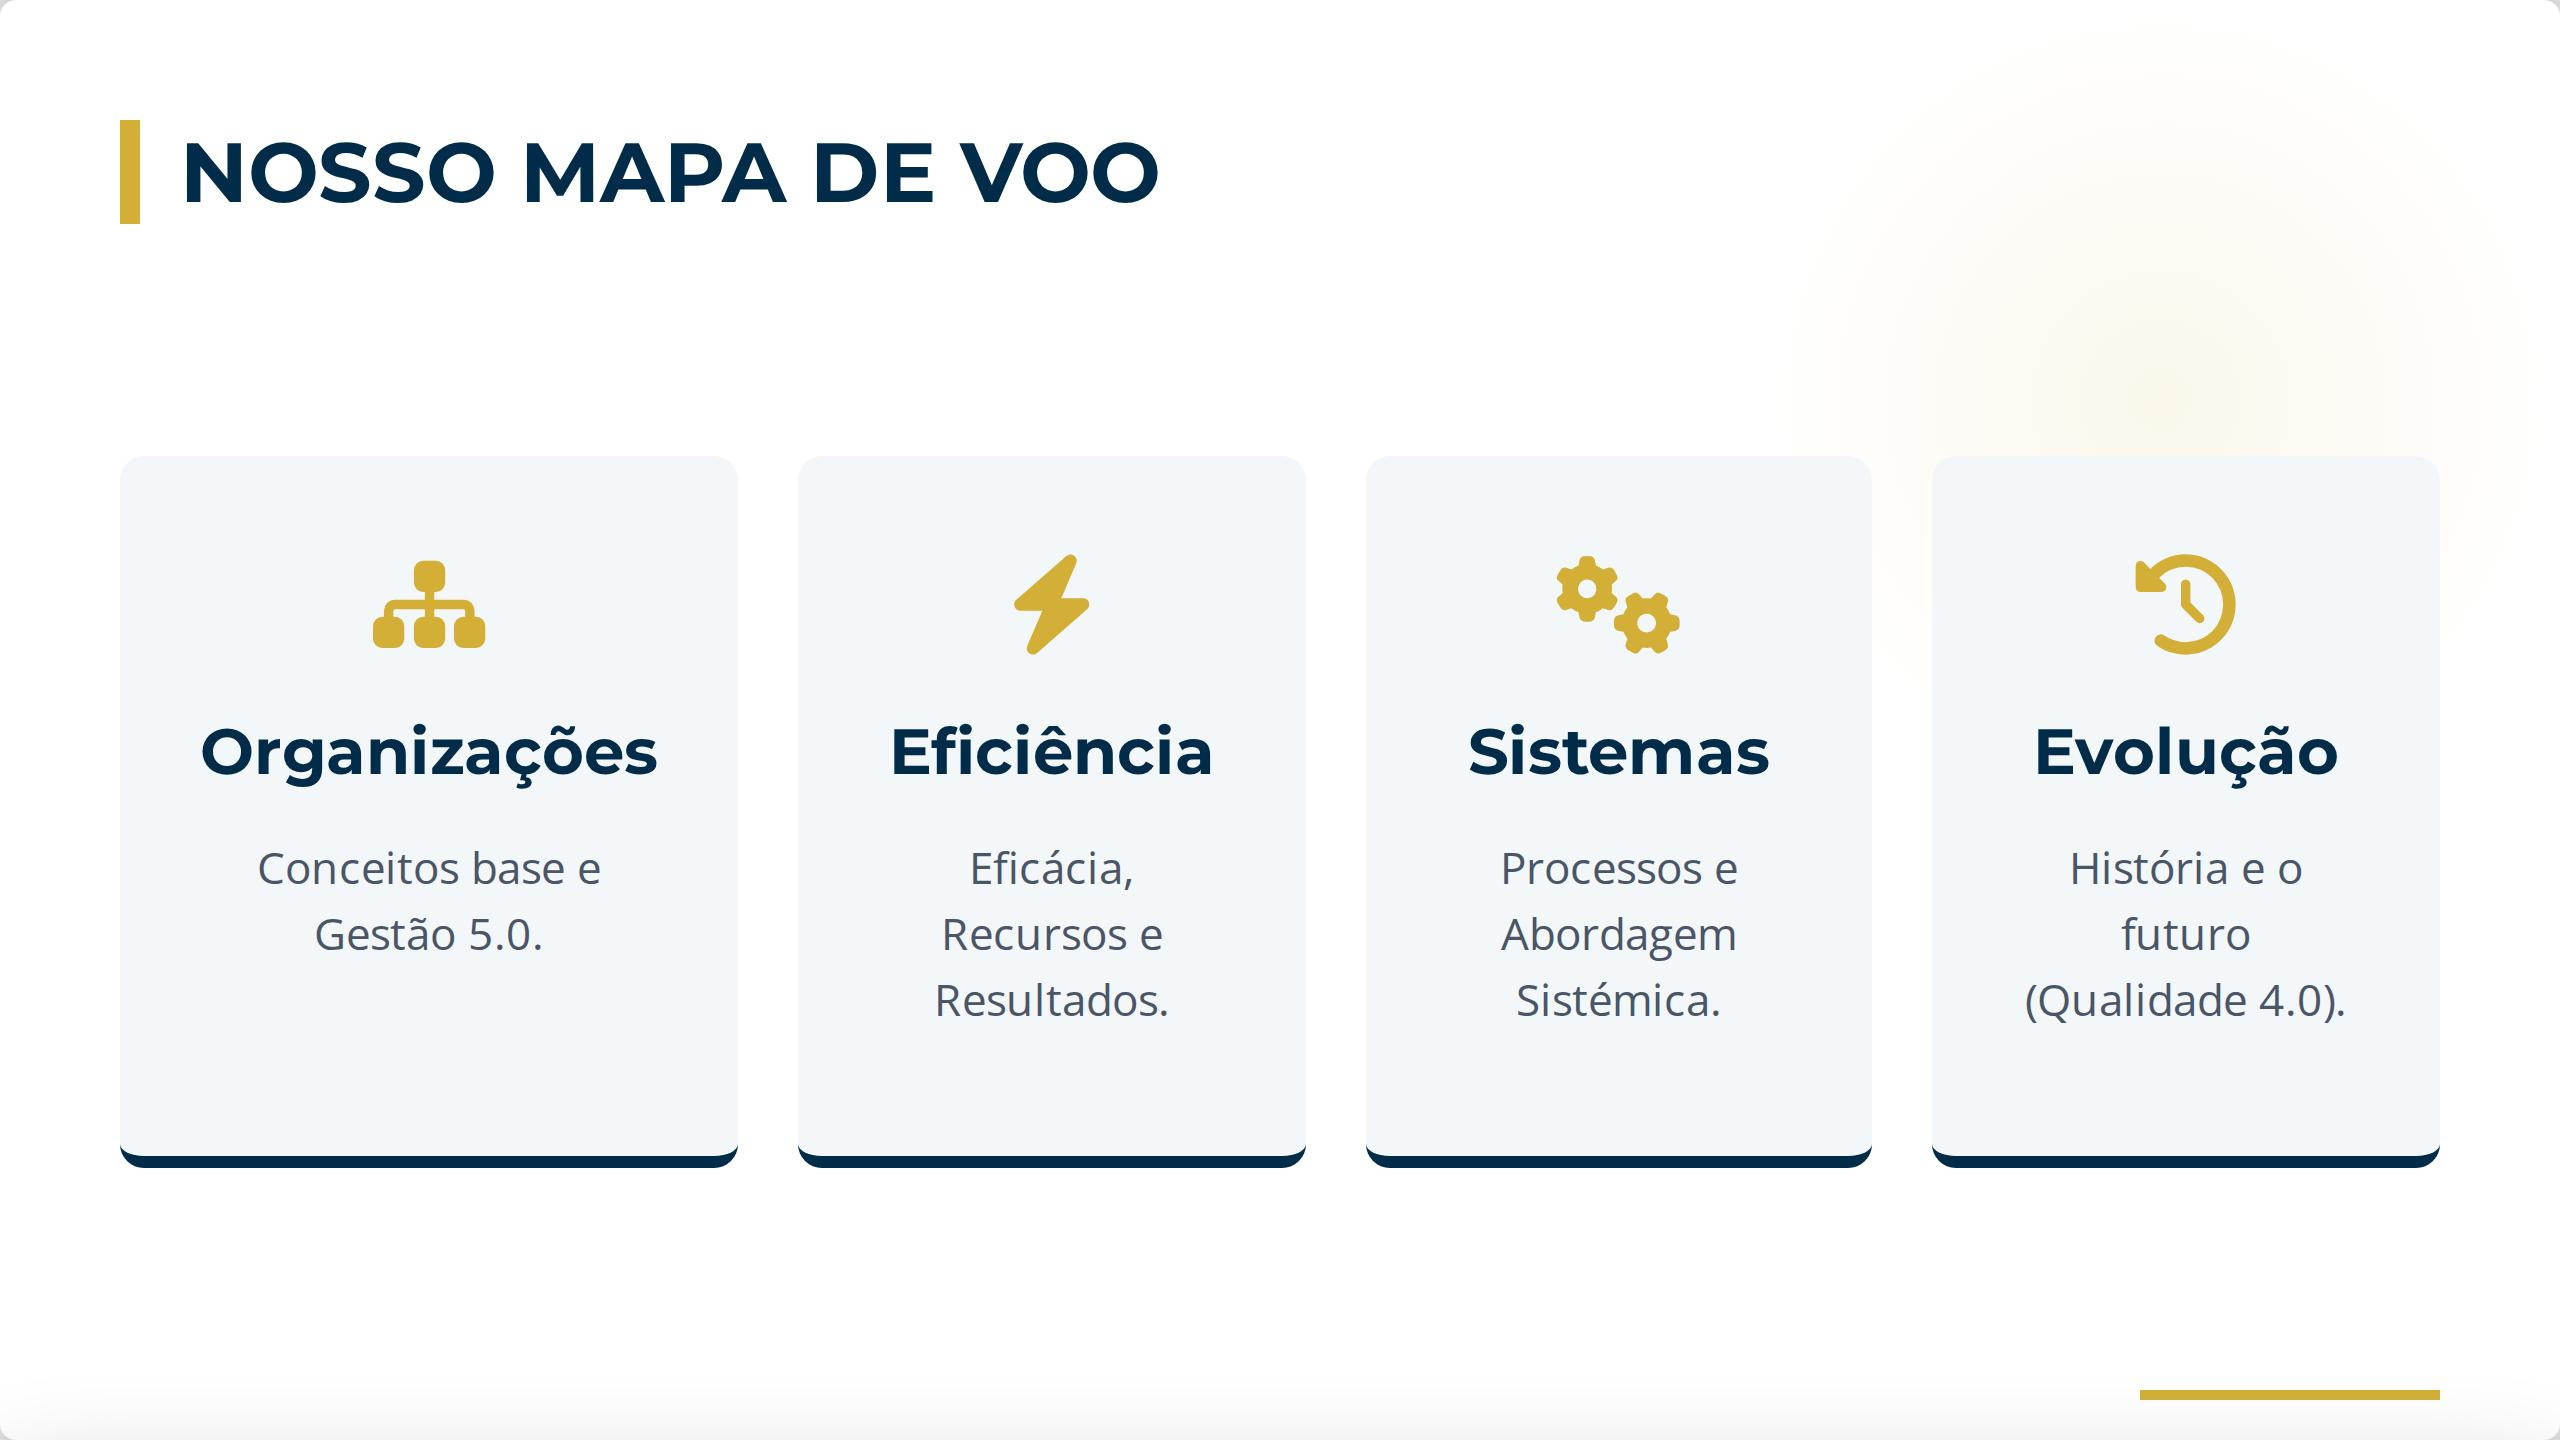 NOSSO MAPA DE VOO
Organizações
Conceitos base e
Gestão 5.0.
Eficiência
Eficácia,
Recursos e
Resultados.
Sistemas
Processos e
Abordagem
Sistémica.
Evolução
História e o
futuro
(Qualidade 4.0).